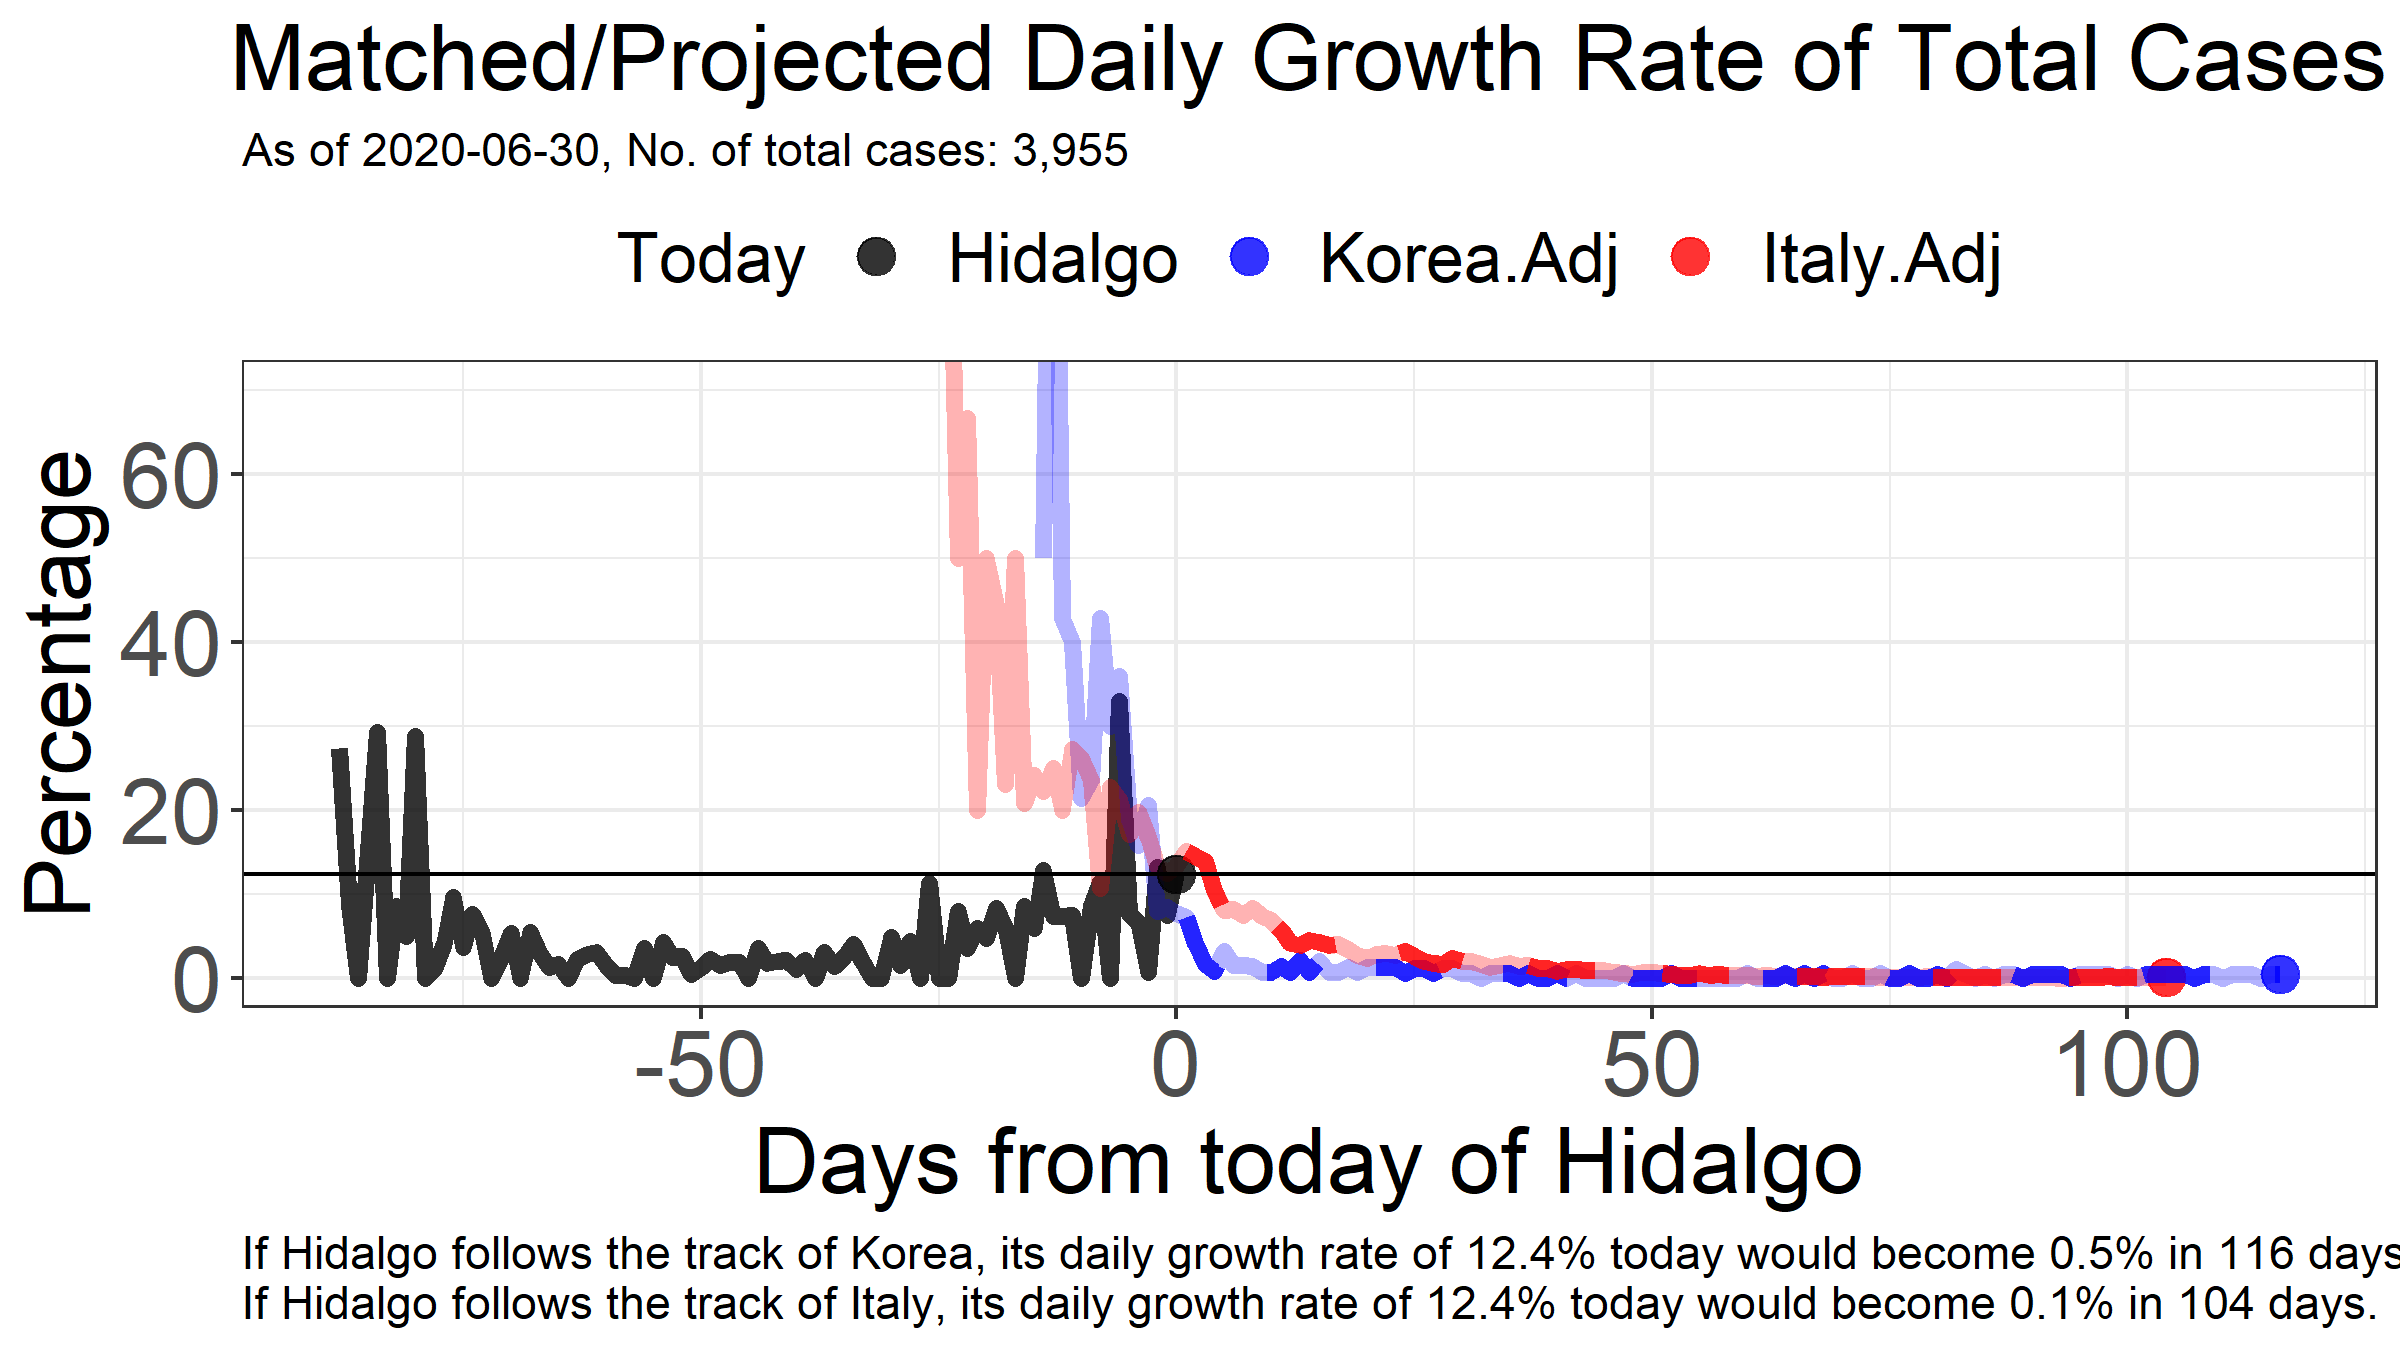 Matched/Projected Daily Growth Rate of Total Cases
As of 2020-06-30, No. of total cases: 3,955
Today Hidalgo Korea.Adj Italy.Adj
Percentage
60
40
20
0
-50 0 50 100
Days from today of Hidalgo
If Hidalgo follows the track of Korea, its daily growth rate of 12.4% today would become 0.5% in 116 days
If Hidalgo follows the track of Italy, its daily growth rate of 12.4% today would become 0.1% in 104 days.